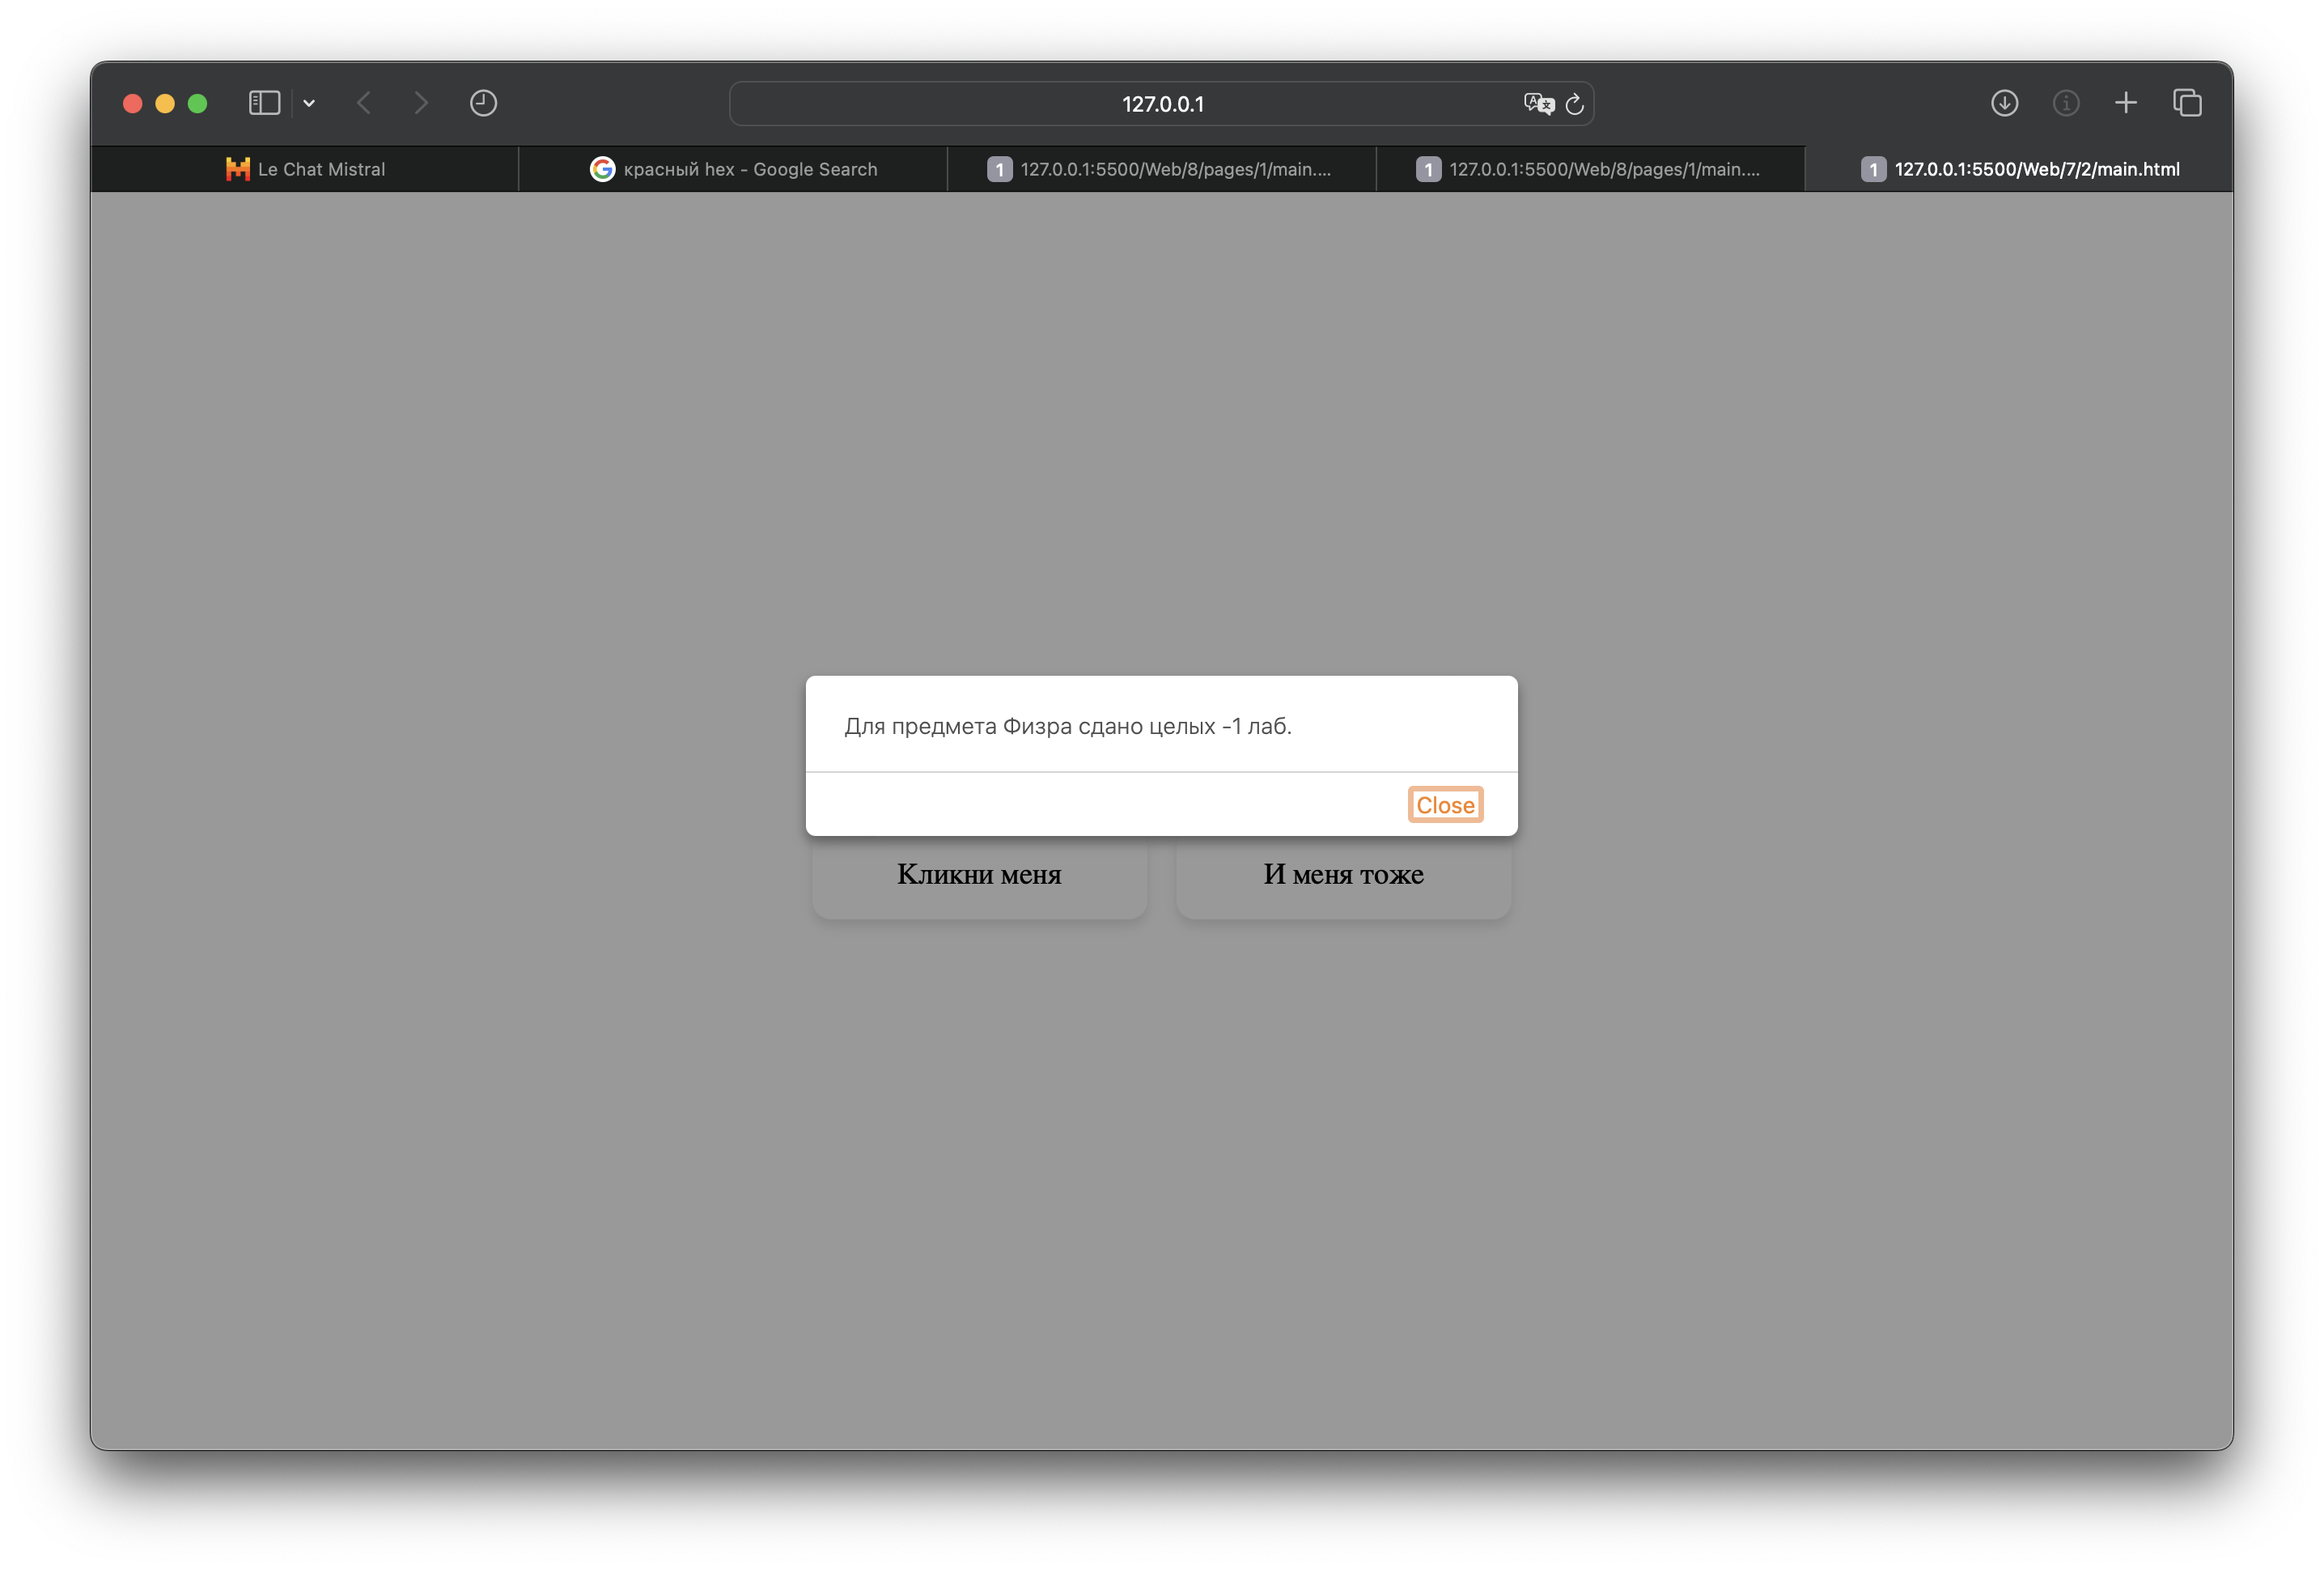 127.0.0.1
Le Chat Mistral
красный hex - Google Search
1 127.0.0.1:5500/Web/8/pages/1/main....
1 127.0.0.1:5500/Web/8/pages/1/main....
1 127.0.0.1:5500/Web/7/2/main.html
Для предмета Физра сдано целых -1 лаб.
Close
Кликни меня
И меня тоже